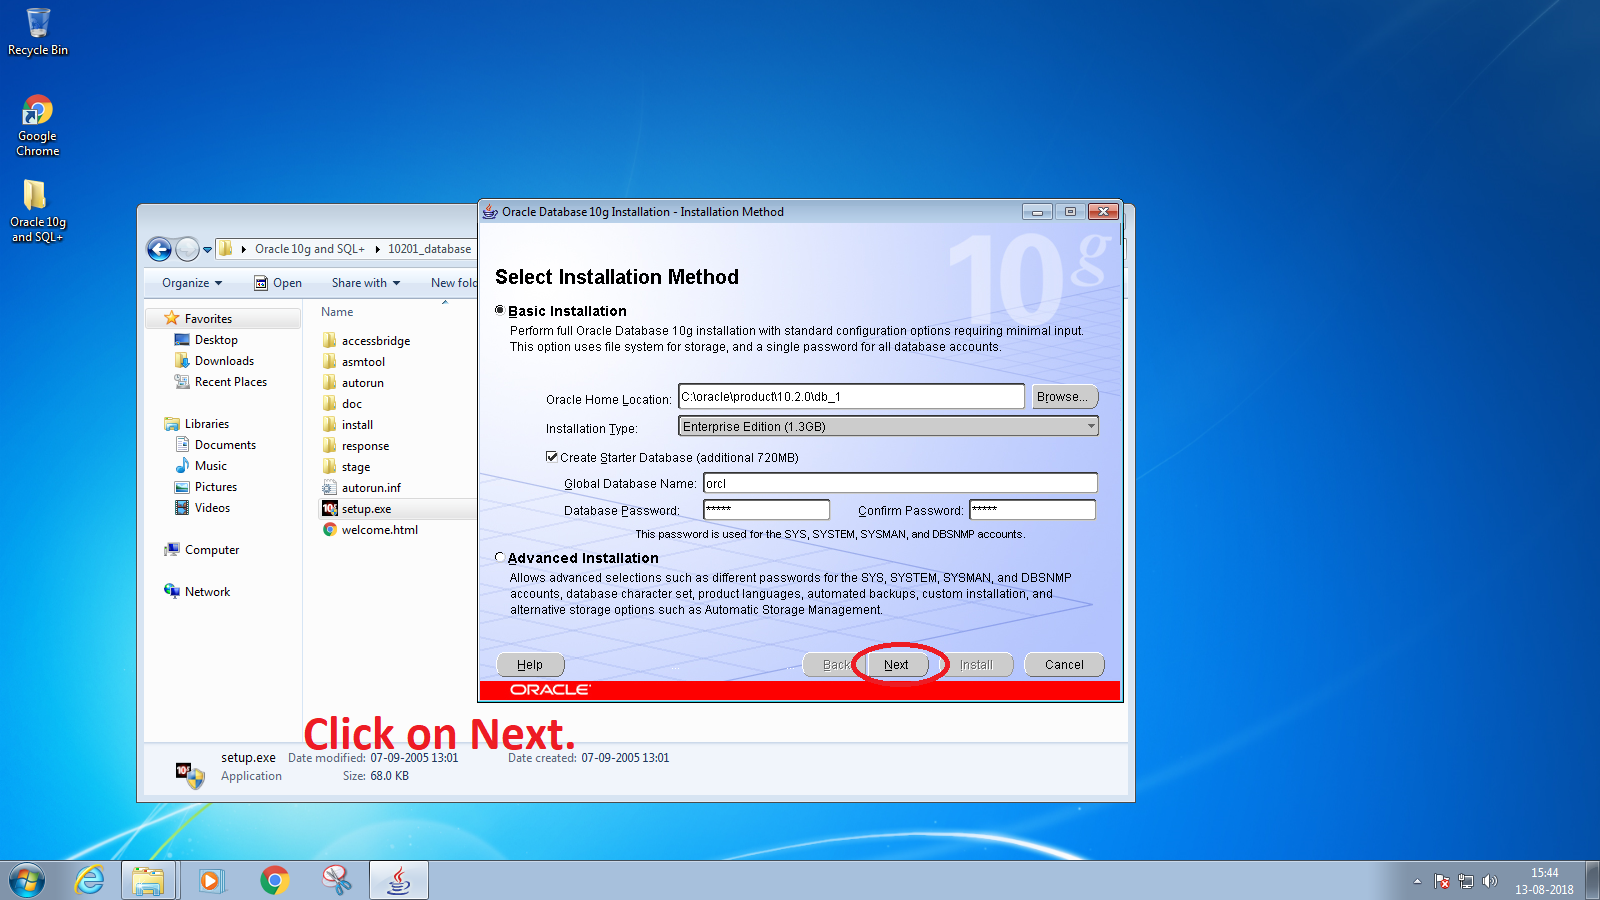 Recycle Bin
Google
Chrome
Oracle 10g
and SQL+
Oracle 10g and SQL+ 10201_database
Organize Open Share with New fold
Favorites
Desktop
Downloads
Recent Places
Libraries
Documents
Music
Pictures
Videos
Computer
Network
Name
accessbridge
asmtool
autorun
doc
install
response
stage
autorun.inf
setup.exe
welcome.html
Oracle Database 10g Installation - Installation Method
10g
Select Installation Method
Basic Installation
Perform full Oracle Database 10g installation with standard configuration options requiring minimal input.
This option uses file system for storage, and a single password for all database accounts.
Oracle Home Location: C:\oracle\product\10.2.0\db_1 Browse...
Installation Type: Enterprise Edition (1.3GB)
Create Starter Database (additional 720MB)
Global Database Name: orcl
Database Password: ***** Confirm Password: *****
This password is used for the SYS, SYSTEM, SYSMAN, and DBSNMP accounts.
Advanced Installation
Allows advanced selections such as different passwords for the SYS, SYSTEM, SYSMAN, and DBSNMP
accounts, database character set, product languages, automated backups, custom installation, and
alternative storage options such as Automatic Storage Management.
Help Back Next Install Cancel
ORACLE
Click on Next.
setup.exe Date modified: 07-09-2005 13:01 Date created: 07-09-2005 13:01
Application Size: 68.0 KB
15:44
13-08-2018